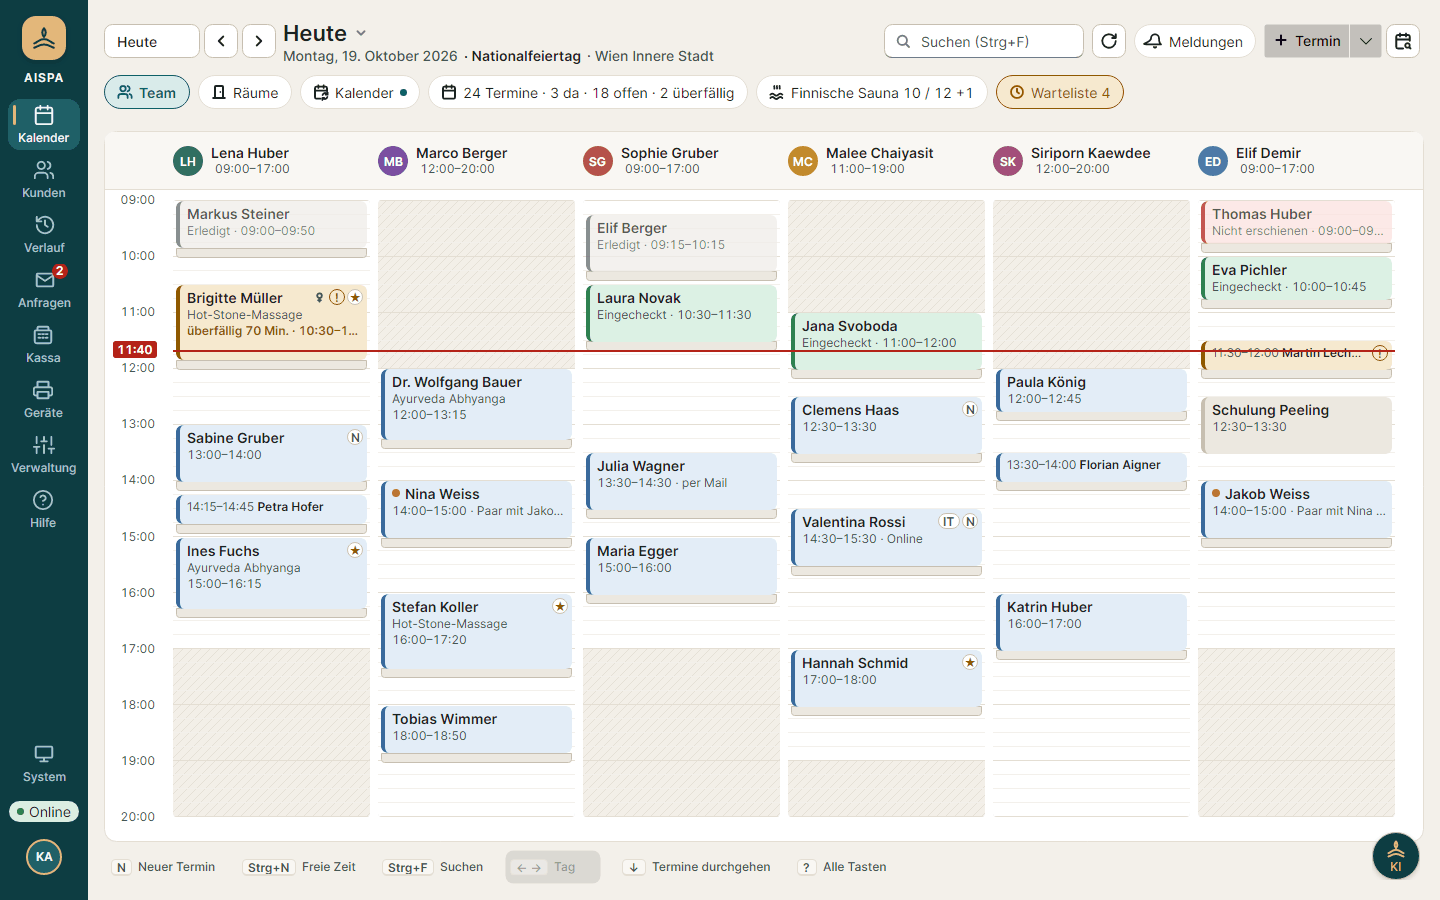 AISPA
Kalender
Kunden
Verlauf
2
Anfragen
Kassa
Geräte
Verwaltung
Hilfe
System
Online
KA
Heute
Heute
Montag, 19. Oktober 2026 · Nationalfeiertag · Wien Innere Stadt
Suchen (Strg+F)
Meldungen
+ Termin
Team
Räume
Kalender
24 Termine · 3 da · 18 offen · 2 überfällig
Finnische Sauna 10 / 12 +1
Warteliste 4
LH Lena Huber
09:00–17:00
MB Marco Berger
12:00–20:00
SG Sophie Gruber
09:00–17:00
MC Malee Chaiyasit
11:00–19:00
SK Siriporn Kaewdee
12:00–20:00
ED Elif Demir
09:00–17:00
09:00
10:00
11:00
11:40
12:00
13:00
14:00
15:00
16:00
17:00
18:00
19:00
20:00
Markus Steiner
Erledigt · 09:00–09:50
Brigitte Müller
Hot-Stone-Massage
überfällig 70 Min. · 10:30–1...
Sabine Gruber N
13:00–14:00
14:15–14:45 Petra Hofer
Ines Fuchs
Ayurveda Abhyanga
15:00–16:15
Dr. Wolfgang Bauer
Ayurveda Abhyanga
12:00–13:15
Nina Weiss
14:00–15:00 · Paar mit Jako...
Stefan Koller
Hot-Stone-Massage
16:00–17:20
Tobias Wimmer
18:00–18:50
Elif Berger
Erledigt · 09:15–10:15
Laura Novak
Eingecheckt · 10:30–11:30
Julia Wagner
13:30–14:30 · per Mail
Maria Egger
15:00–16:00
Jana Svoboda
Eingecheckt · 11:00–12:00
Clemens Haas N
12:30–13:30
Valentina Rossi IT N
14:30–15:30 · Online
Hannah Schmid
17:00–18:00
Paula König
12:00–12:45
13:30–14:00 Florian Aigner
Katrin Huber
16:00–17:00
Thomas Huber
Nicht erschienen · 09:00–09...
Eva Pichler
Eingecheckt · 10:00–10:45
11:30–12:00 Martin Lech...
Schulung Peeling
12:30–13:30
Jakob Weiss
14:00–15:00 · Paar mit Nina ...
N Neuer Termin
Strg+N Freie Zeit
Strg+F Suchen
← → Tag
↓ Termine durchgehen
? Alle Tasten
KI